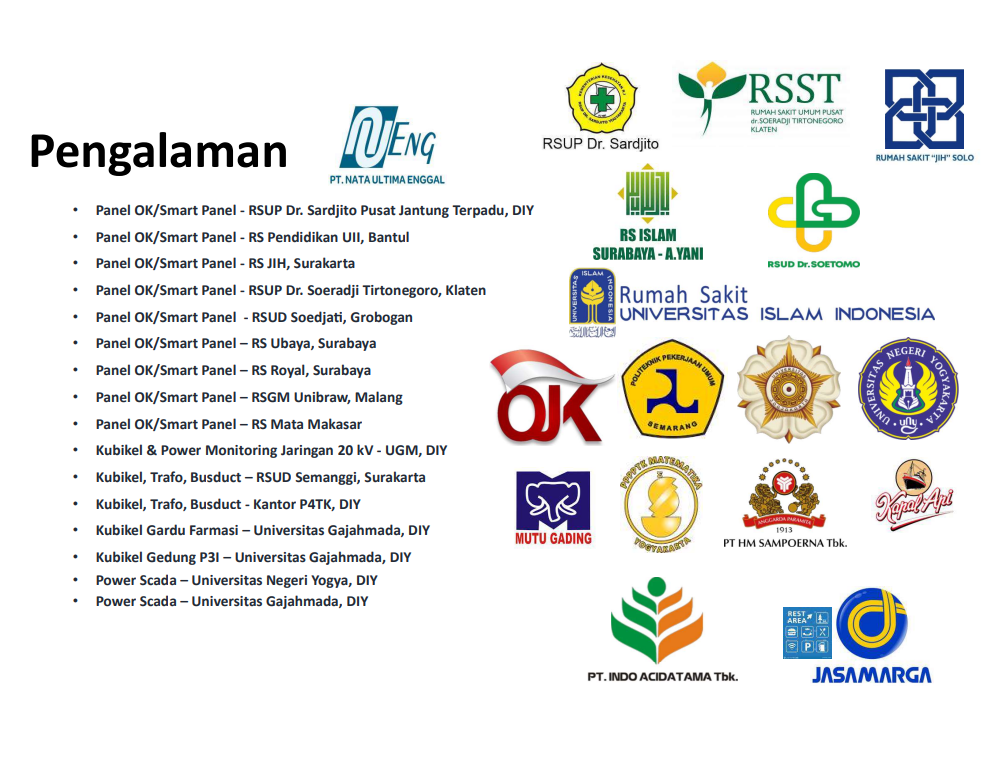 Pengalaman
NU ENG
PT. NATA ULTIMA ENGGAL
• Panel OK/Smart Panel - RSUP Dr. Sardjito Pusat Jantung Terpadu, DIY
• Panel OK/Smart Panel - RS Pendidikan UII, Bantul
• Panel OK/Smart Panel - RS JIH, Surakarta
• Panel OK/Smart Panel - RSUP Dr. Soeradji Tirtonegoro, Klaten
• Panel OK/Smart Panel  - RSUD Soedjati, Grobogan
• Panel OK/Smart Panel – RS Ubaya, Surabaya
• Panel OK/Smart Panel – RS Royal, Surabaya
• Panel OK/Smart Panel – RSGM Unibraw, Malang
• Panel OK/Smart Panel – RS Mata Makasar
• Kubikel & Power Monitoring Jaringan 20 kV - UGM, DIY
• Kubikel, Trafo, Busduct – RSUD Semanggi, Surakarta
• Kubikel, Trafo, Busduct - Kantor P4TK, DIY
• Kubikel Gardu Farmasi – Universitas Gajahmada, DIY
• Kubikel Gedung P3I – Universitas Gajahmada, DIY
• Power Scada – Universitas Negeri Yogya, DIY
• Power Scada – Universitas Gajahmada, DIY
RSUP Dr. Sardjito
RSST
RUMAH SAKIT UMUM PUSAT
dr.SOERADJI TIRTONEGORO
KLATEN
RUMAH SAKIT "JIH" SOLO
RS ISLAM
SURABAYA - A.YANI
RSUD Dr.SOETOMO
UNIVERSITAS ISLAM INDONESIA
Rumah Sakit
UNIVERSITAS ISLAM INDONESIA
OJK
POLITEKNIK PEKERJAAN UMUM
SEMARANG
UNIVERSITAS NEGERI YOGYAKARTA
uny
MUTU GADING
PPPPTK MATEMATIKA
YOGYAKARTA
ANGGARDA PARAMITA
1913
PT HM SAMPOERNA Tbk.
Kapal Api
PT. INDO ACIDATAMA Tbk.
REST
AREA
P
JASAMARGA